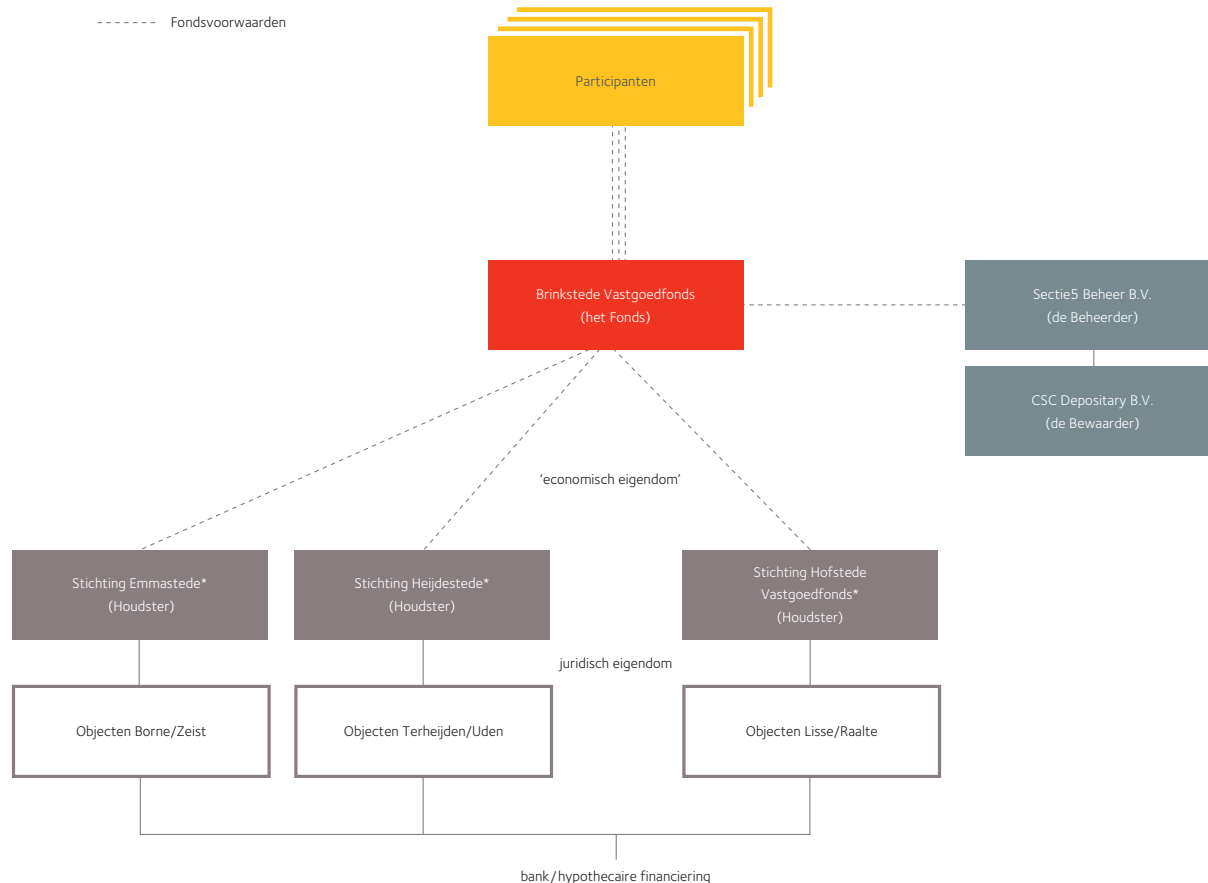 Fondsvoorwaarden
Participanten
Brinkstede Vastgoedfonds
(het Fonds)
Sectie5 Beheer B.V.
(de Beheerder)
CSC Depositary B.V.
(de Bewaarder)
‘economisch eigendom’
Stichting Emmastede*
(Houdster)
Stichting Heijdestede*
(Houdster)
Stichting Hofstede
Vastgoedfonds*
(Houdster)
juridisch eigendom
Objecten Borne/Zeist
Objecten Terheijden/Uden
Objecten Lisse/Raalte
bank/hypothecaire financiering